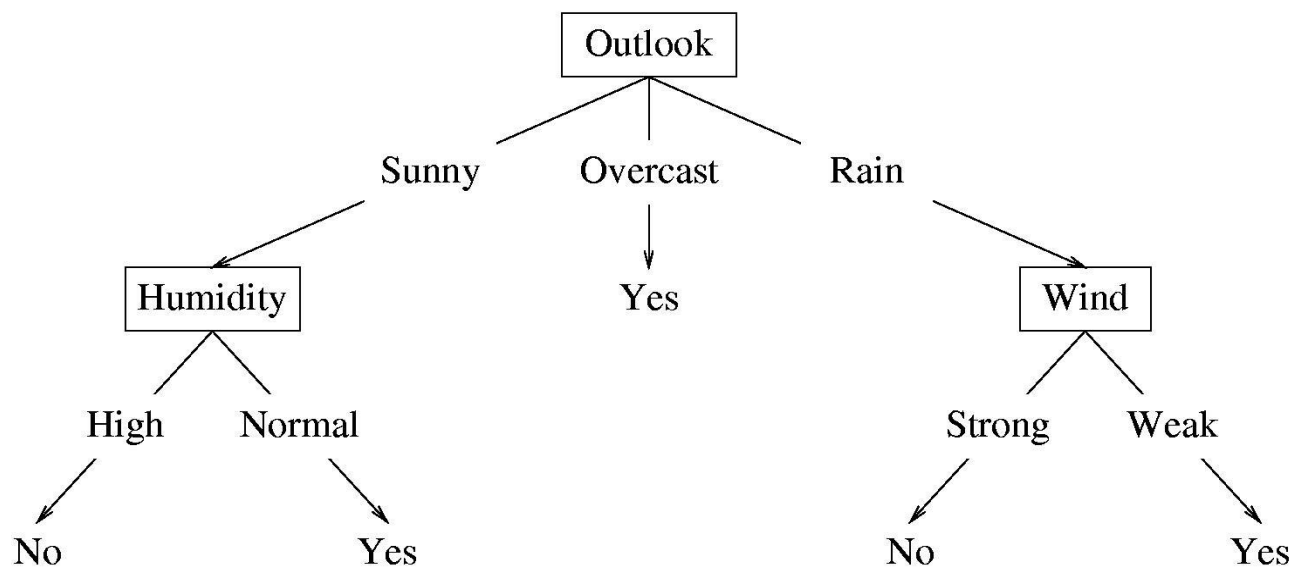 Outlook
Sunny Overcast Rain
Humidity Yes Wind
High Normal Strong Weak
No Yes No Yes